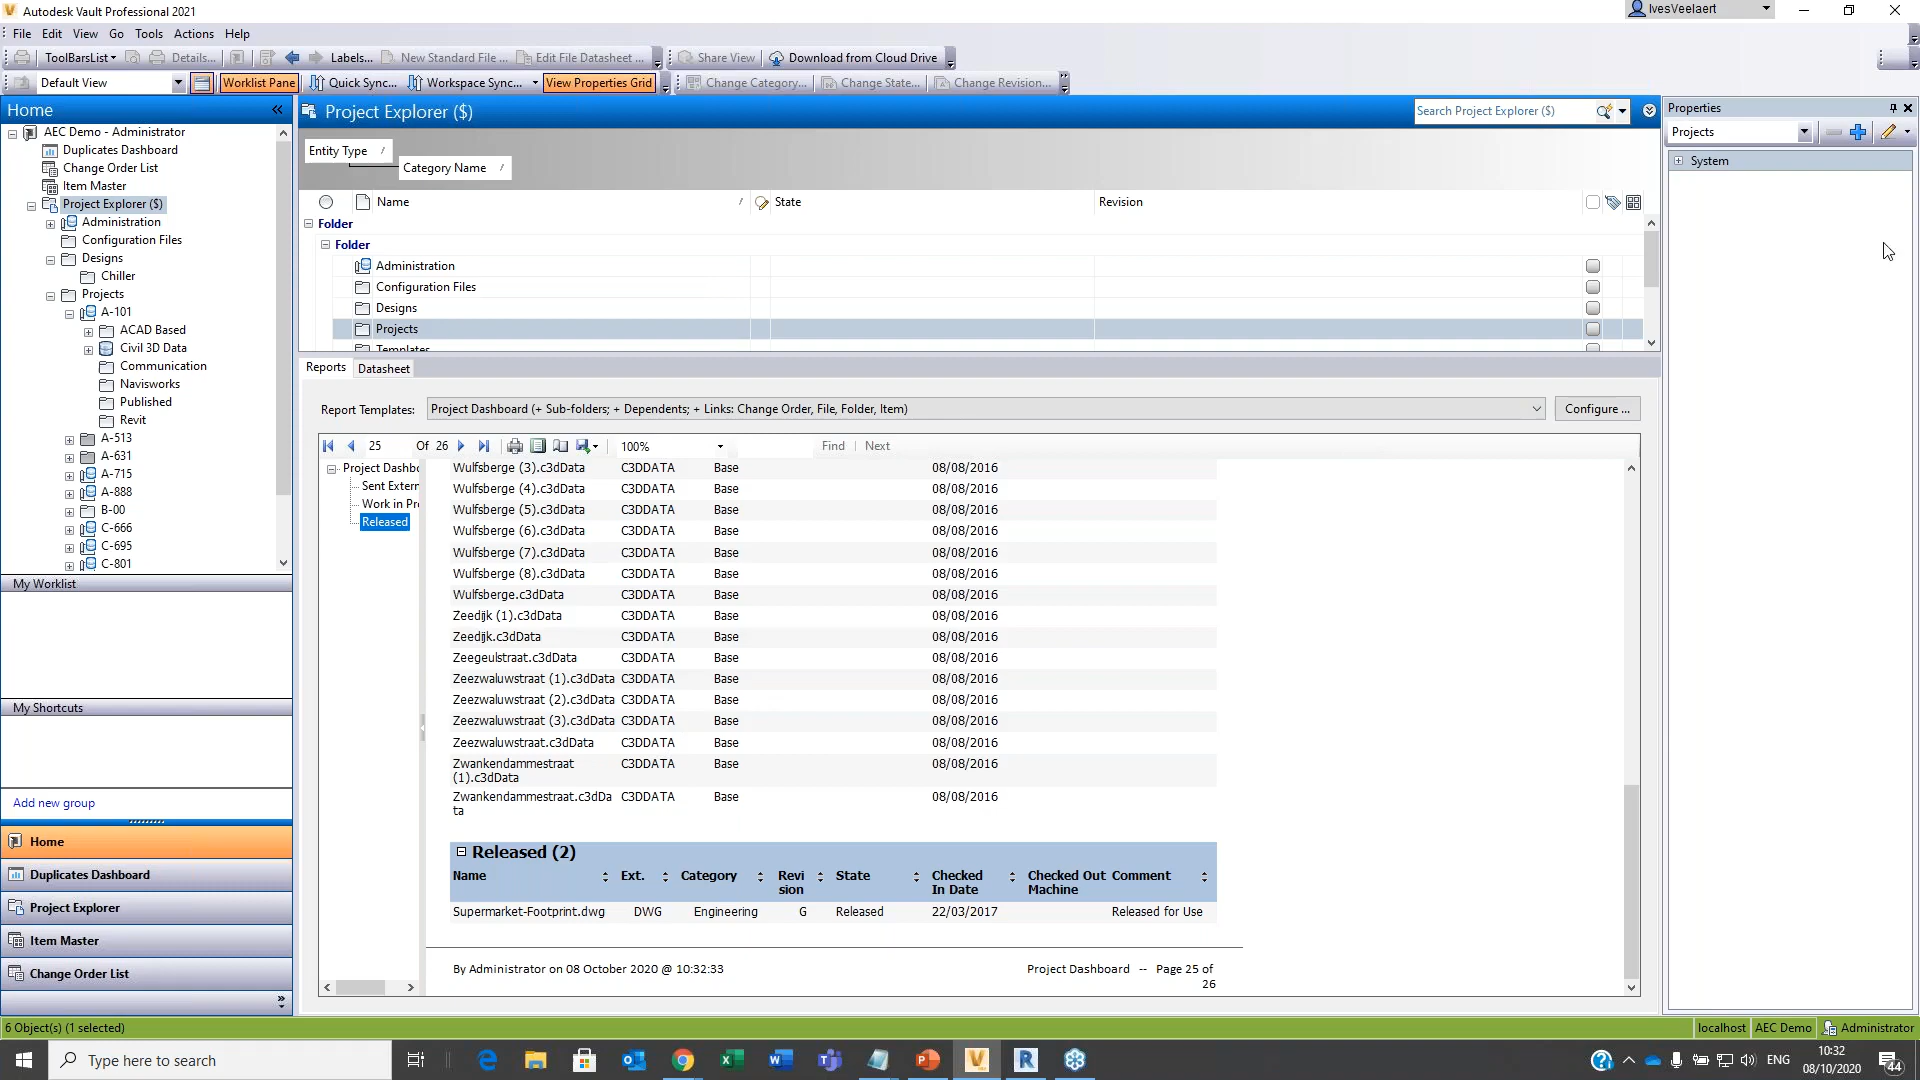 Autodesk Vault Professional 2021
IvesVeelaert
File Edit View Go Tools Actions Help
ToolBarsList Details... Labels... New Standard File ... Edit File Datasheet ... Share View Download from Cloud Drive
Default View Worklist Pane Quick Sync... Workspace Sync... View Properties Grid Change Category... Change State... Change Revision...
Home
AEC Demo - Administrator
Duplicates Dashboard
Change Order List
Item Master
Project Explorer ($)
Administration
Configuration Files
Designs
Chiller
Projects
A-101
ACAD Based
Civil 3D Data
Communication
Navisworks
Published
Revit
A-513
A-631
A-715
A-888
B-00
C-666
C-695
C-801
My Worklist
My Shortcuts
Add new group
Home
Duplicates Dashboard
Project Explorer
Item Master
Change Order List
Project Explorer ($)
Search Project Explorer ($)
Entity Type /
Category Name /
Name / State Revision
Folder
Folder
Administration
Configuration Files
Designs
Projects
Templates
Reports Datasheet
Report Templates: Project Dashboard (+ Sub-folders; + Dependents; + Links: Change Order, File, Folder, Item) Configure ...
25 Of 26 100% Find | Next
Project Dashbo
Sent Extern
Work in Pr
Released
Wulfsberge (3).c3dData C3DDATA Base 08/08/2016
Wulfsberge (4).c3dData C3DDATA Base 08/08/2016
Wulfsberge (5).c3dData C3DDATA Base 08/08/2016
Wulfsberge (6).c3dData C3DDATA Base 08/08/2016
Wulfsberge (7).c3dData C3DDATA Base 08/08/2016
Wulfsberge (8).c3dData C3DDATA Base 08/08/2016
Wulfsberge.c3dData C3DDATA Base 08/08/2016
Zeedijk (1).c3dData C3DDATA Base 08/08/2016
Zeedijk.c3dData C3DDATA Base 08/08/2016
Zeegeulstraat.c3dData C3DDATA Base 08/08/2016
Zeezwaluwstraat (1).c3dData C3DDATA Base 08/08/2016
Zeezwaluwstraat (2).c3dData C3DDATA Base 08/08/2016
Zeezwaluwstraat (3).c3dData C3DDATA Base 08/08/2016
Zeezwaluwstraat.c3dData C3DDATA Base 08/08/2016
Zwankendammestraat C3DDATA Base 08/08/2016
(1).c3dData
Zwankendammestraat.c3dDa C3DDATA Base 08/08/2016
ta
Released (2)
Name Ext. Category Revi State Checked Checked Out Comment
sion In Date Machine
Supermarket-Footprint.dwg DWG Engineering G Released 22/03/2017 Released for Use
By Administrator on 08 October 2020 @ 10:32:33 Project Dashboard -- Page 25 of
26
Properties
Projects
System
6 Object(s) (1 selected) localhost AEC Demo Administrator
Type here to search
ENG
10:32
08/10/2020
44